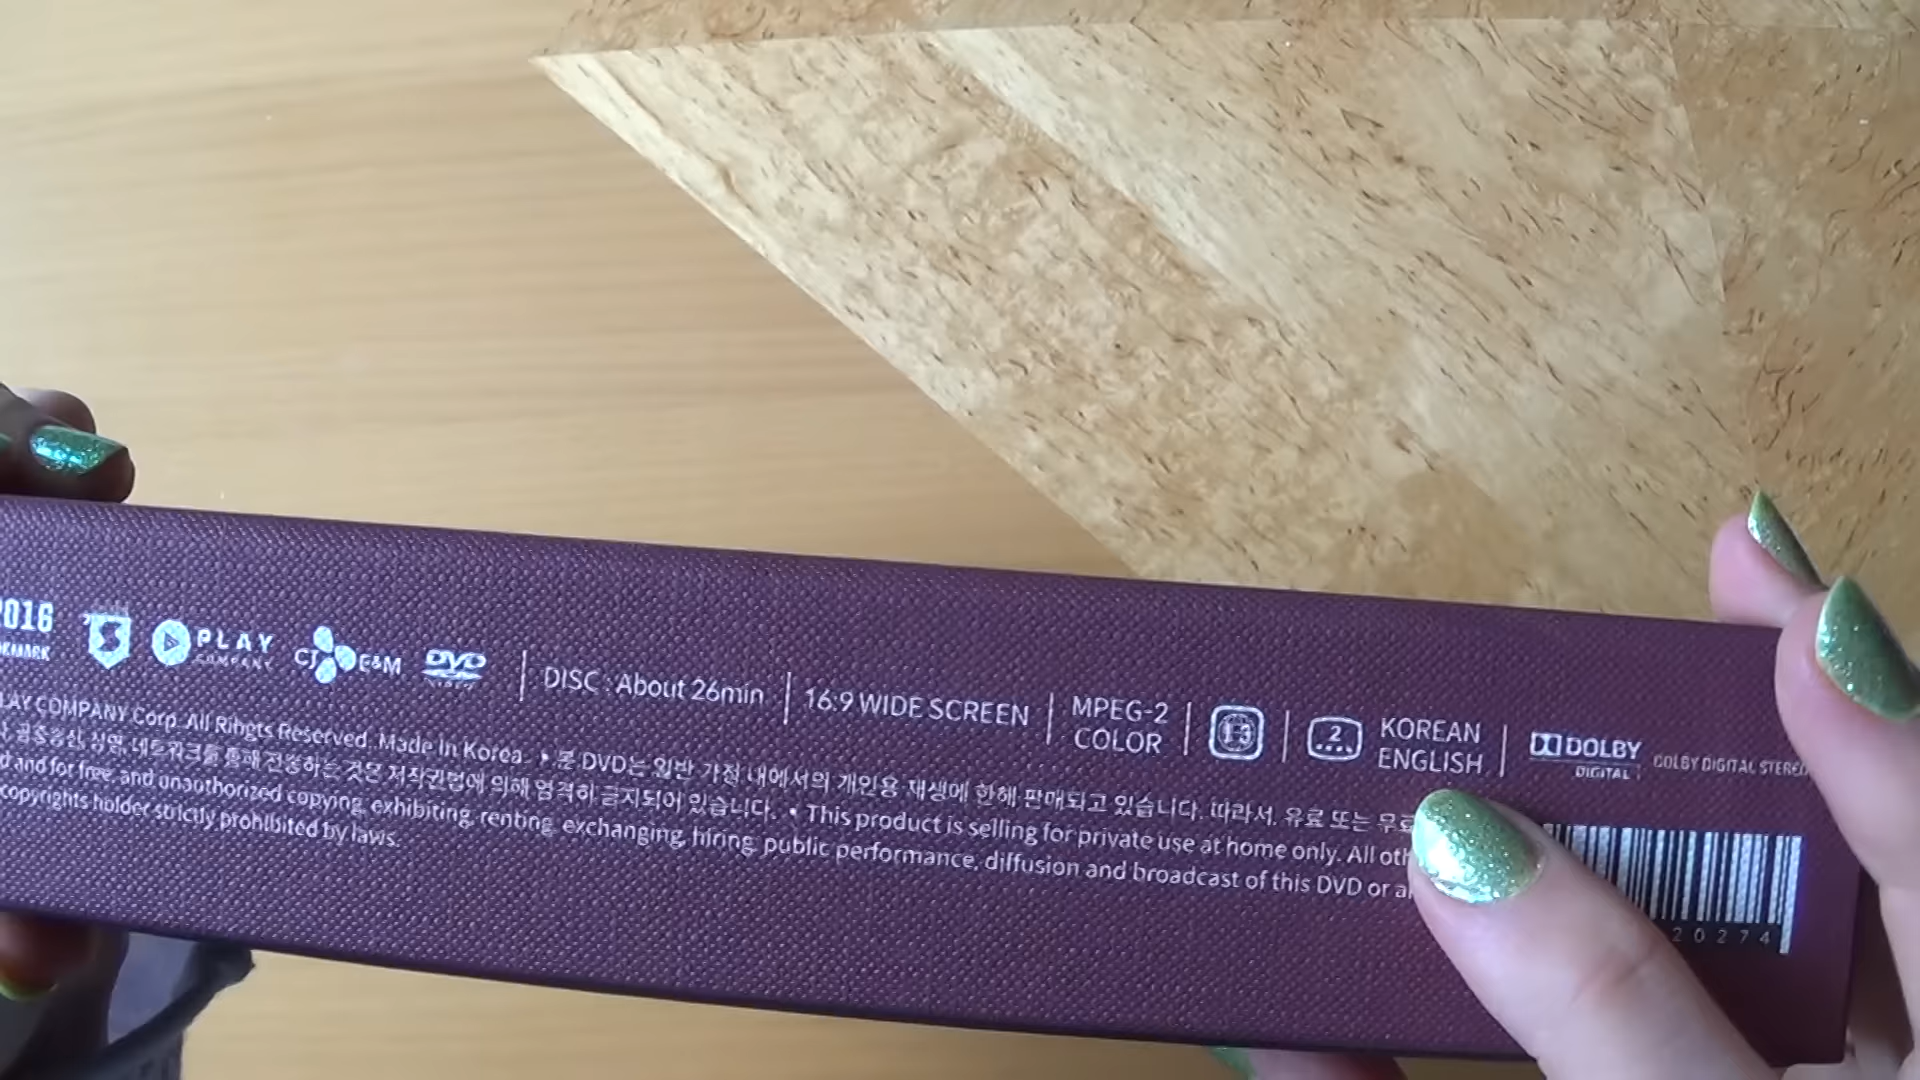 2016
PLAY
COMPANY
CJ E&M
DVD
VIDEO
DISC : About 26min
16:9 WIDE SCREEN
MPEG-2
COLOR
13
2
KOREAN
ENGLISH
DOLBY
DIGITAL
DOLBY DIGITAL STEREO
LAY COMPANY Corp. All Rihgts Reserved. Made In Korea. • 본 DVD는 일반 가정 내에서의 개인용 재생에 한해 판매되고 있습니다. 따라서, 유료 또는 무료
공중송신, 상영, 네트워크를 통해 전송하는 것은 저작권법에 의해 엄격히 금지되어 있습니다. • This product is selling for private use at home only. All
and for free, and unauthorized copying, exhibiting, renting, exchanging, hiring, public performance, diffusion and broadcast of this DVD or
copyrights holder strictly prohibited by laws.
20274